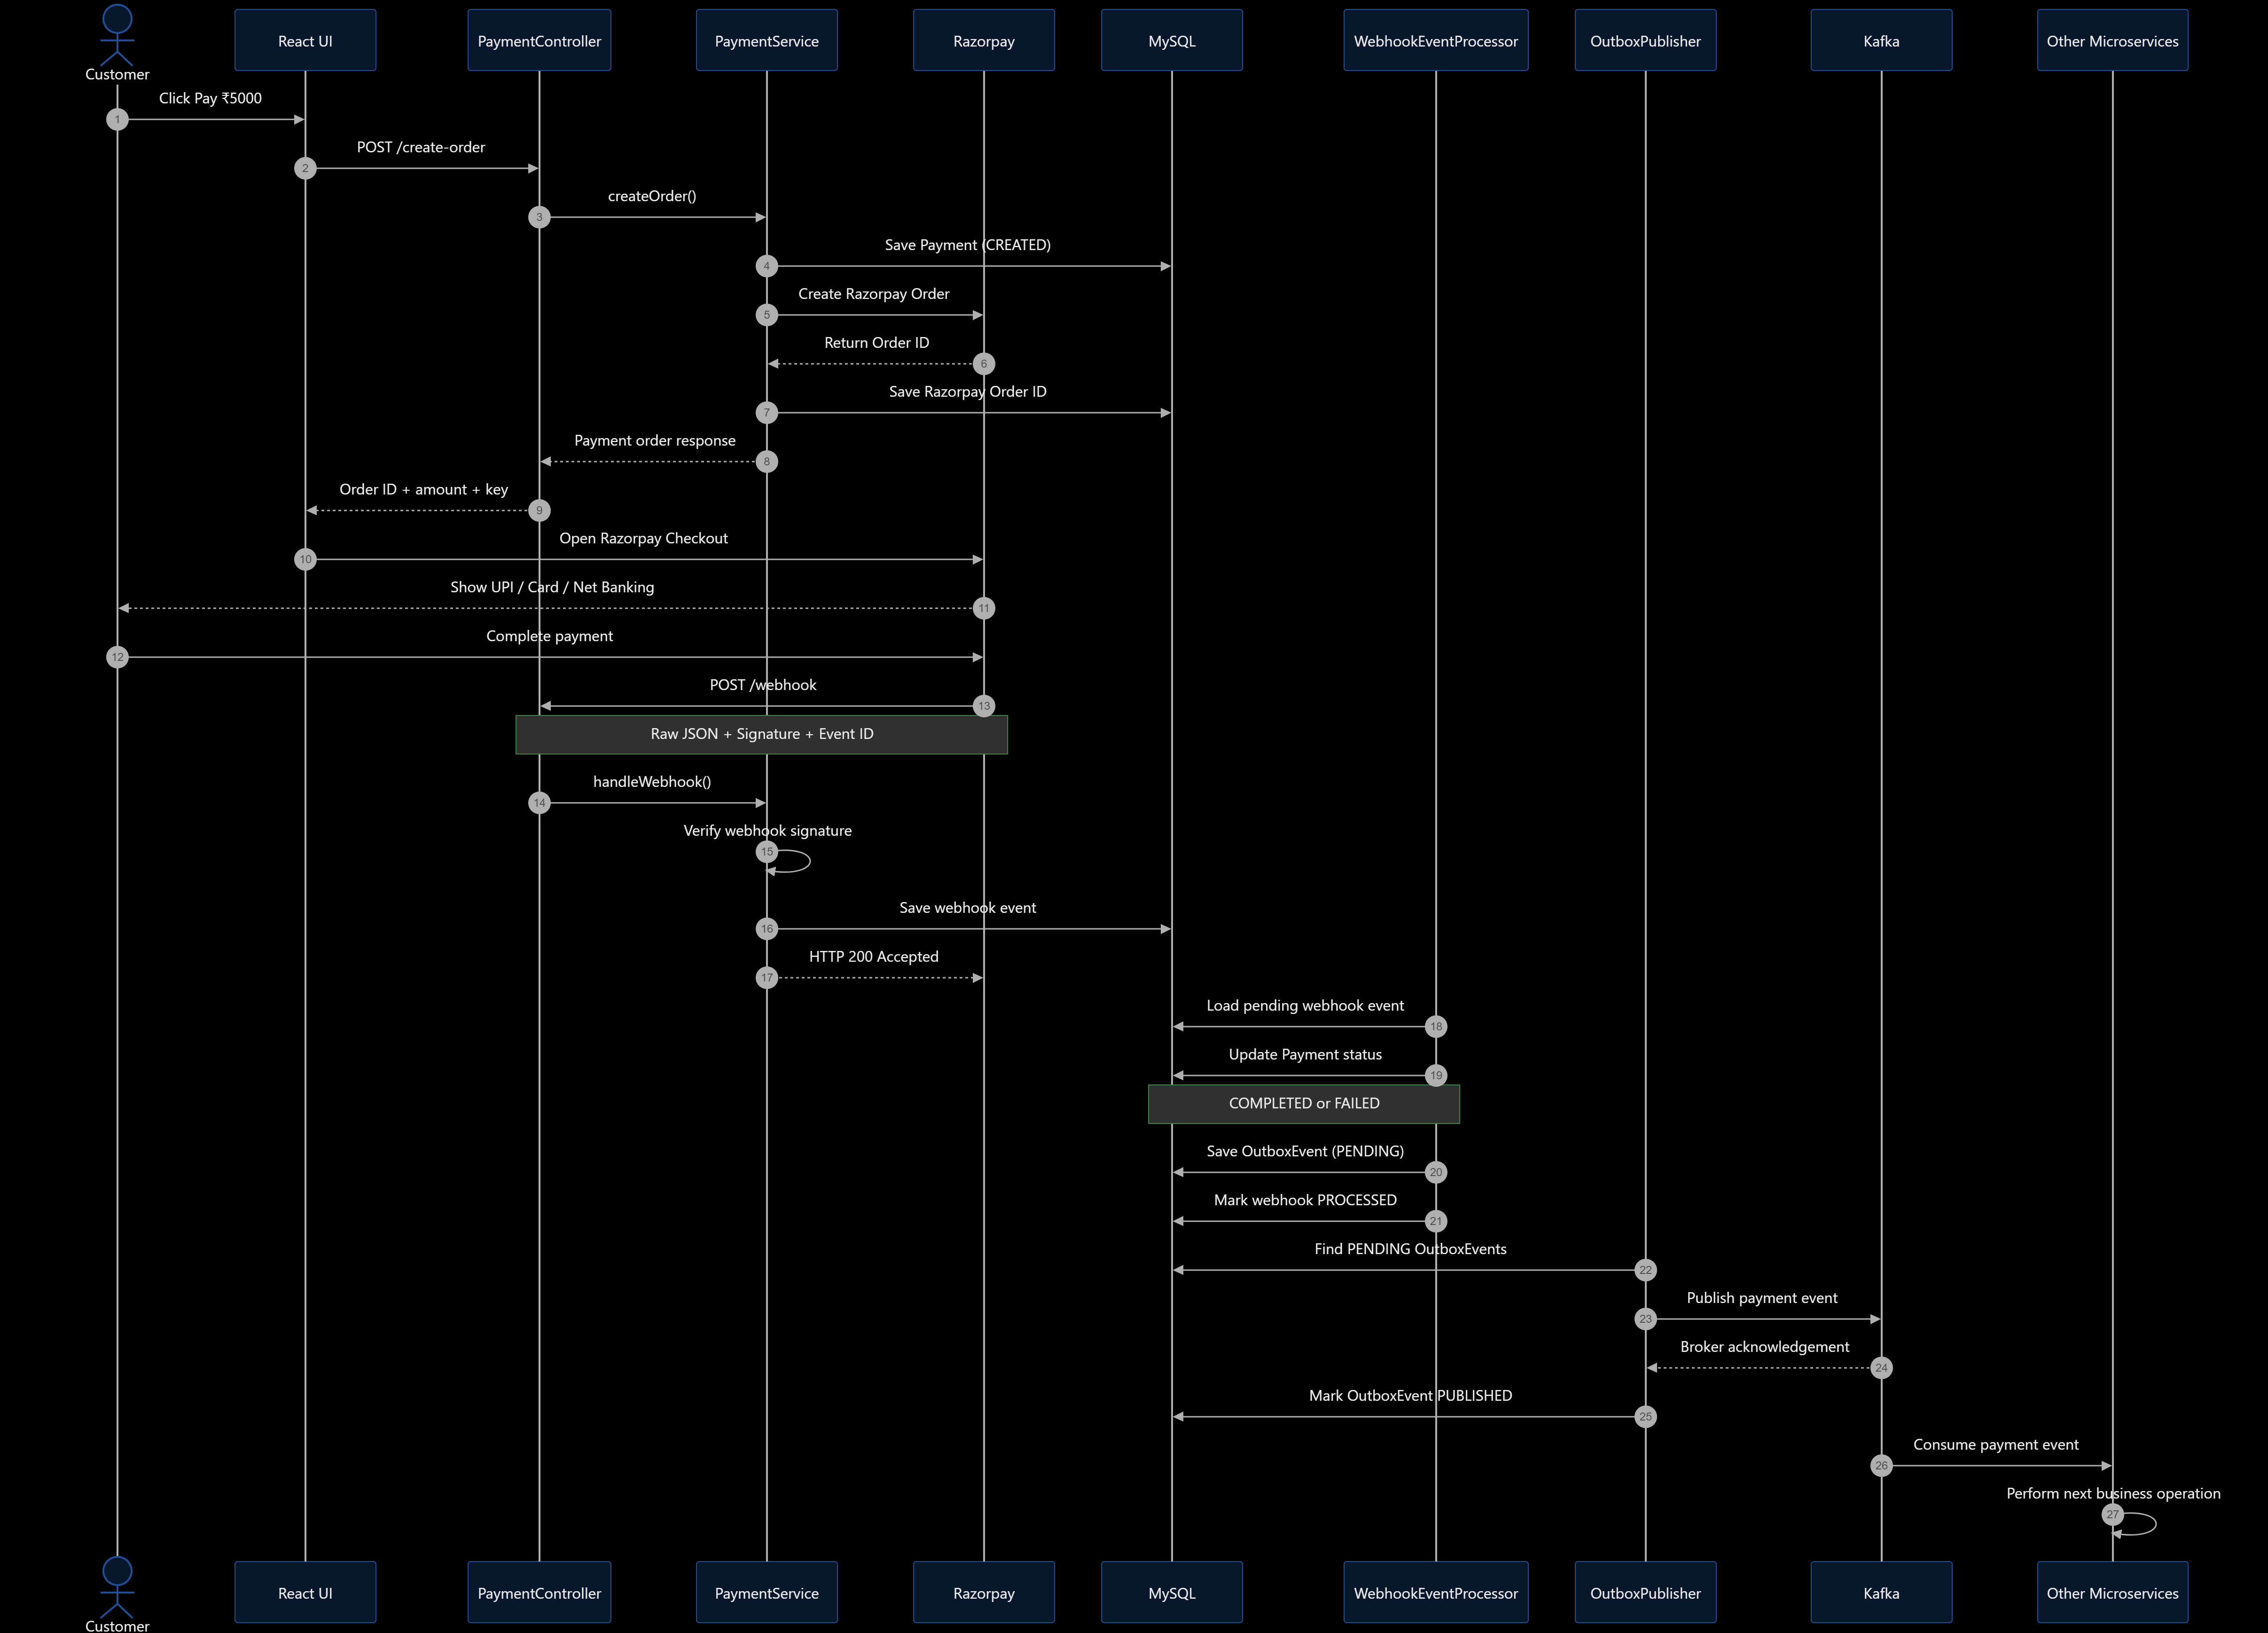 Customer
React UI
PaymentController
PaymentService
Razorpay
MySQL
WebhookEventProcessor
OutboxPublisher
Kafka
Other Microservices
Click Pay ₹5000
1
POST /create-order
2
createOrder()
3
Save Payment (CREATED)
4
Create Razorpay Order
5
Return Order ID
6
Save Razorpay Order ID
7
Payment order response
8
Order ID + amount + key
9
Open Razorpay Checkout
10
Show UPI / Card / Net Banking
11
Complete payment
12
POST /webhook
13
Raw JSON + Signature + Event ID
handleWebhook()
14
Verify webhook signature
15
Save webhook event
16
HTTP 200 Accepted
17
Load pending webhook event
18
Update Payment status
19
COMPLETED or FAILED
Save OutboxEvent (PENDING)
20
Mark webhook PROCESSED
21
Find PENDING OutboxEvents
22
Publish payment event
23
Broker acknowledgement
24
Mark OutboxEvent PUBLISHED
25
Consume payment event
26
Perform next business operation
27
React UI
PaymentController
PaymentService
Razorpay
MySQL
WebhookEventProcessor
OutboxPublisher
Kafka
Other Microservices
Customer